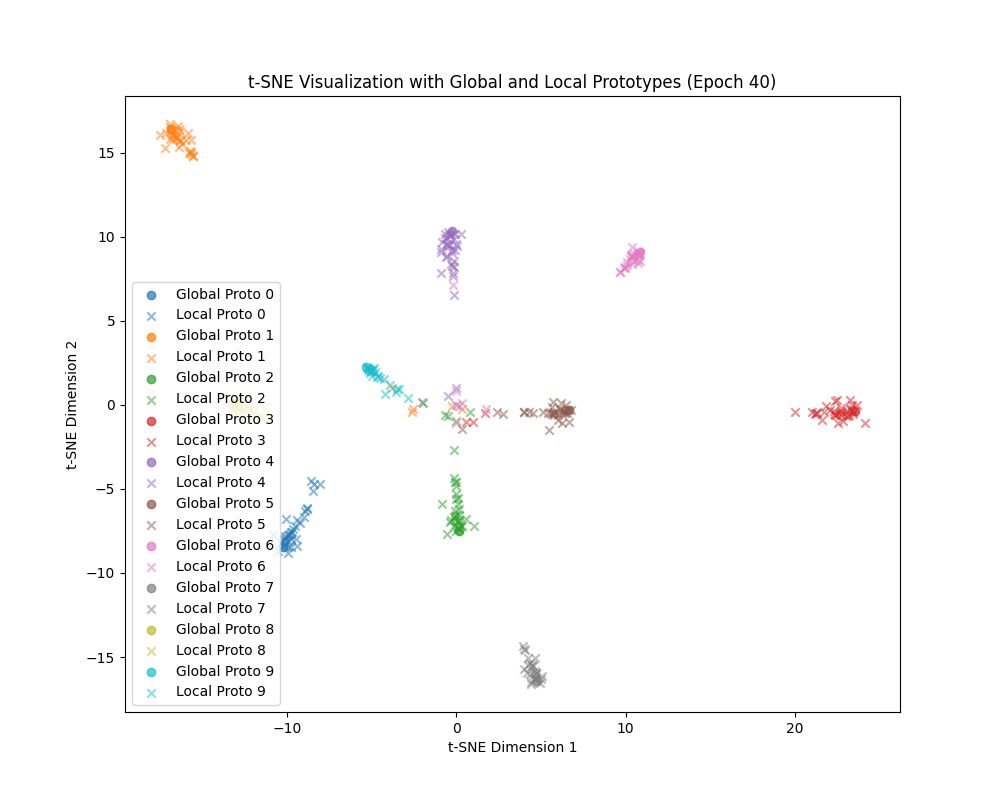 t-SNE Visualization with Global and Local Prototypes (Epoch 40)
15
10
5
0
−5
−10
−15
t-SNE Dimension 2
Global Proto 0
Local Proto 0
Global Proto 1
Local Proto 1
Global Proto 2
Local Proto 2
Global Proto 3
Local Proto 3
Global Proto 4
Local Proto 4
Global Proto 5
Local Proto 5
Global Proto 6
Local Proto 6
Global Proto 7
Local Proto 7
Global Proto 8
Local Proto 8
Global Proto 9
Local Proto 9
−10
0
10
20
t-SNE Dimension 1